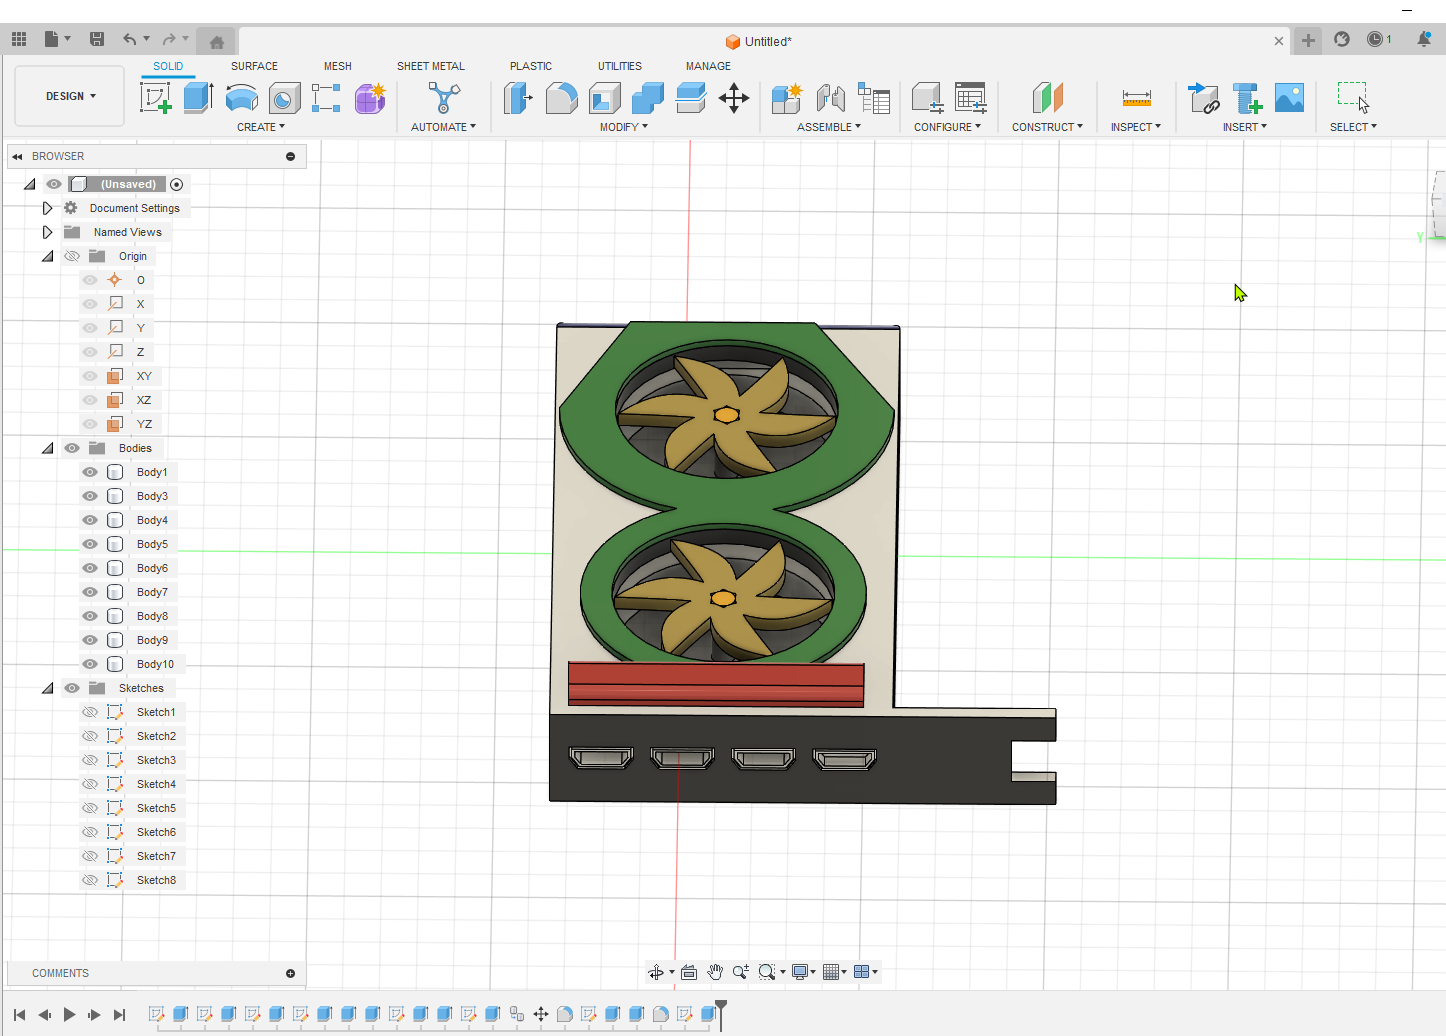 Untitled*
1
DESIGN
SOLID
SURFACE
MESH
SHEET METAL
PLASTIC
UTILITIES
MANAGE
CREATE
AUTOMATE
MODIFY
ASSEMBLE
CONFIGURE
CONSTRUCT
INSPECT
INSERT
SELECT
BROWSER
(Unsaved)
Document Settings
Named Views
Origin
O
X
Y
Z
XY
XZ
YZ
Bodies
Body1
Body3
Body4
Body5
Body6
Body7
Body8
Body9
Body10
Sketches
Sketch1
Sketch2
Sketch3
Sketch4
Sketch5
Sketch6
Sketch7
Sketch8
Y
COMMENTS